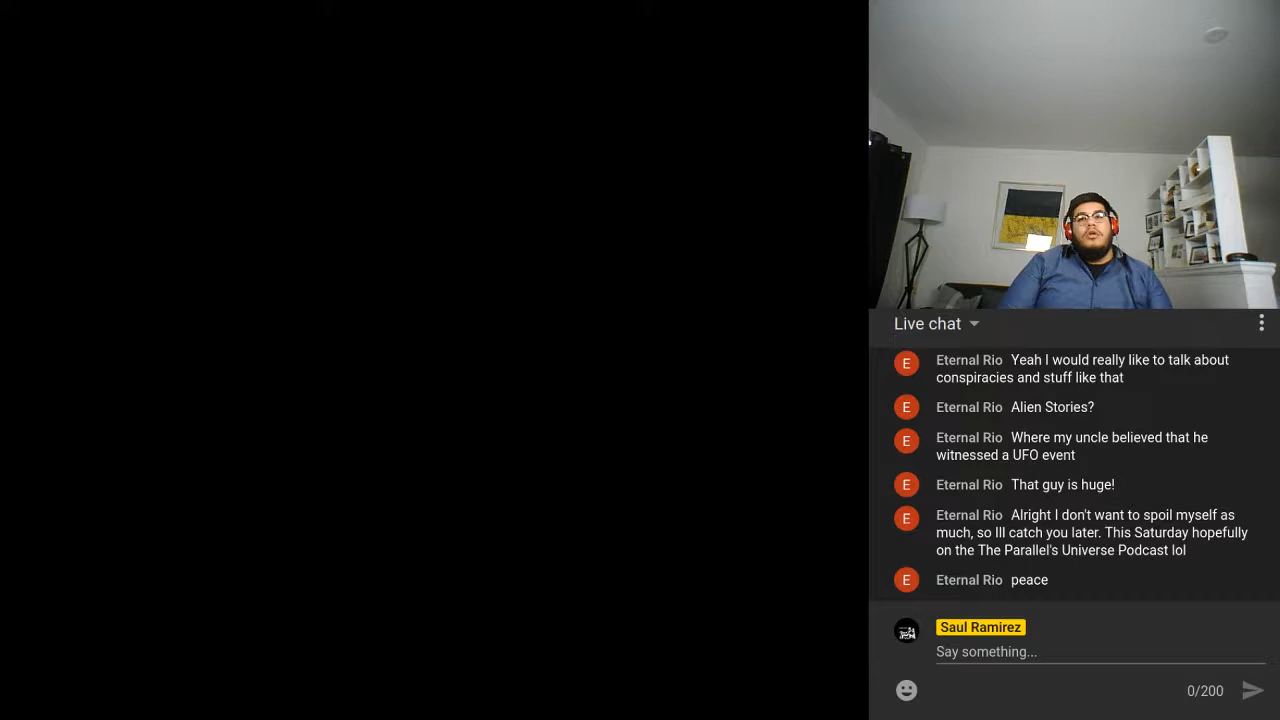 Live chat
Eternal Rio Yeah I would really like to talk about
conspiracies and stuff like that
Eternal Rio Alien Stories?
Eternal Rio Where my uncle believed that he
witnessed a UFO event
Eternal Rio That guy is huge!
Eternal Rio Alright I don't want to spoil myself as
much, so Ill catch you later. This Saturday hopefully
on the The Parallel's Universe Podcast lol
Eternal Rio peace
Saul Ramirez
Say something...
0/200